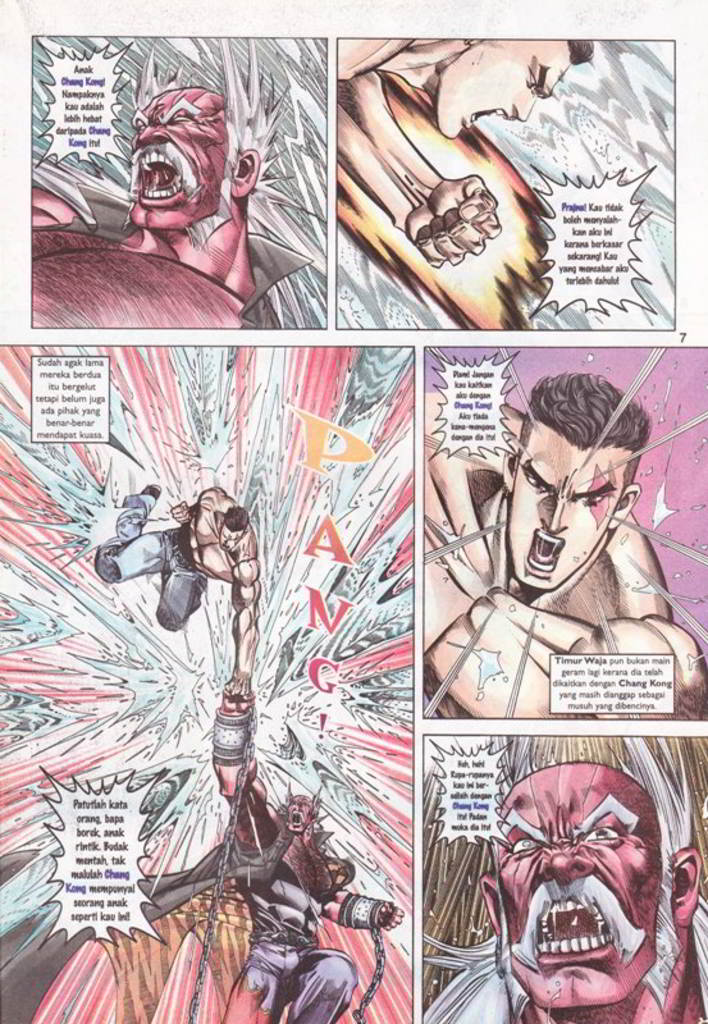 Anak
Chang Kong!
Nampaknya
kau adalah
lebih hebat
daripada Chang
Kong itu!
Prajna! Kau tidak
boleh menyalah-
kan aku ini
kerana berkasar
sekarang! Kau
yang mencabar aku
terlebih dahulu!
7
Sudah agak lama
mereka berdua
itu bergelut
tetapi belum juga
ada pihak yang
benar-benar
mendapat kuasa.
PANG!
Patutlah kata
orang, bapa
borek, anak
rintik. Budak
mentah, tak
malulah Chang
Kong mempunyai
seorang anak
seperti kau ini!
Diam! Jangan
kau kaitkan
aku dengan
Chang Kong!
Aku tiada
kena-mengena
dengan dia itu!
Timur Waja pun bukan main
geram lagi kerana dia telah
dikaitkan dengan Chang Kong
yang masih dianggap sebagai
musuh yang dibencinya.
Heh, heh!
Rupa-rupanya
kau ini ber-
selisih dengan
Chang Kong
itu! Padan
muka dia itu!